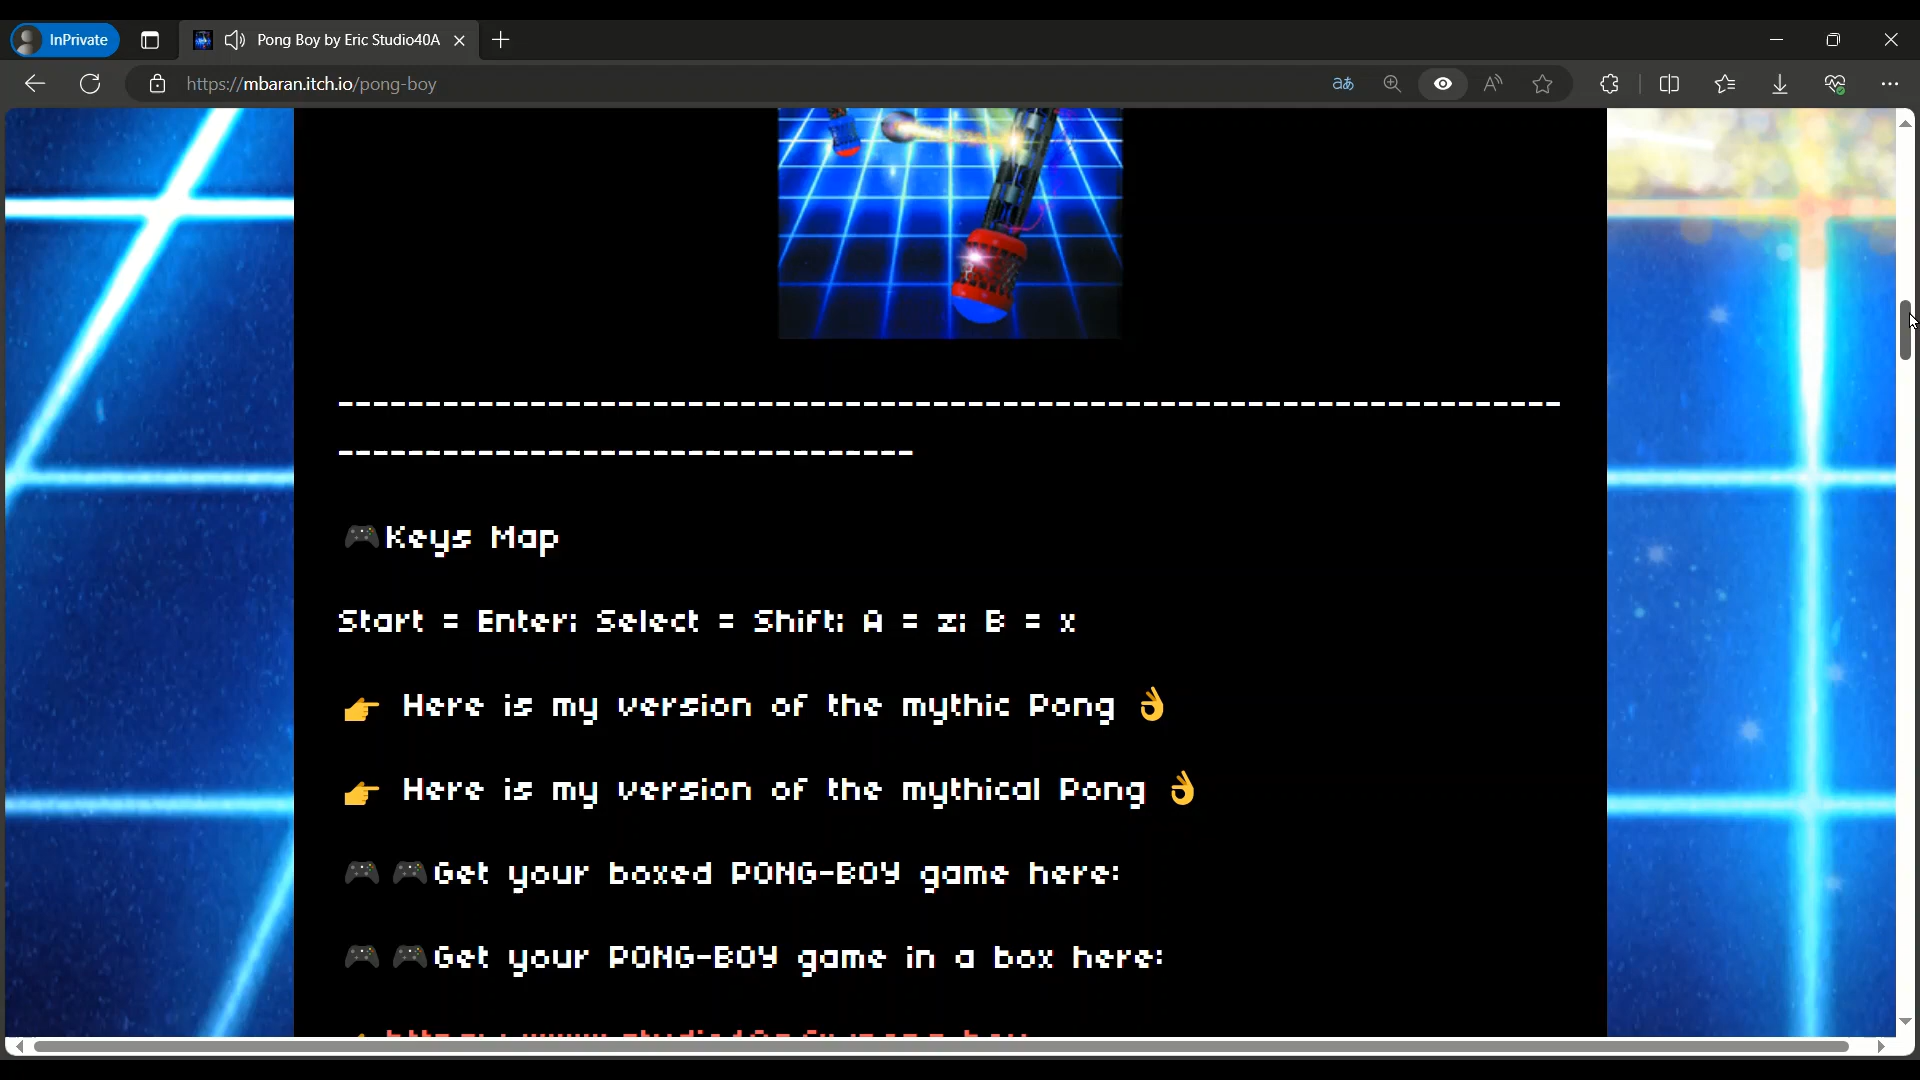 InPrivate
Pong Boy by Eric Studio40A
https://mbaran.itch.io/pong-boy
----------------------------------------------------------------------
---------------------------------
🎮Keys Map
Start = Enter; Select = Shift; A = z; B = x
👉 Here is my version of the mythic Pong 👌
👉 Here is my version of the mythical Pong 👌
🎮 🎮Get your boxed PONG-BOY game here:
🎮 🎮Get your PONG-BOY game in a box here: